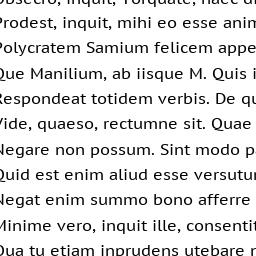 Obsecro, inquit, Torquate, haec di
Prodest, inquit, mihi eo esse anim
Polycratem Samium felicem appe
Que Manilium, ab iisque M. Quis i
Respondeat totidem verbis. De qu
Vide, quaeso, rectumne sit. Quae
Negare non possum. Sint modo pa
Quid est enim aliud esse versutu
Negat enim summo bono afferre
Minime vero, inquit ille, consentit
Qua tu etiam inprudens utebare n